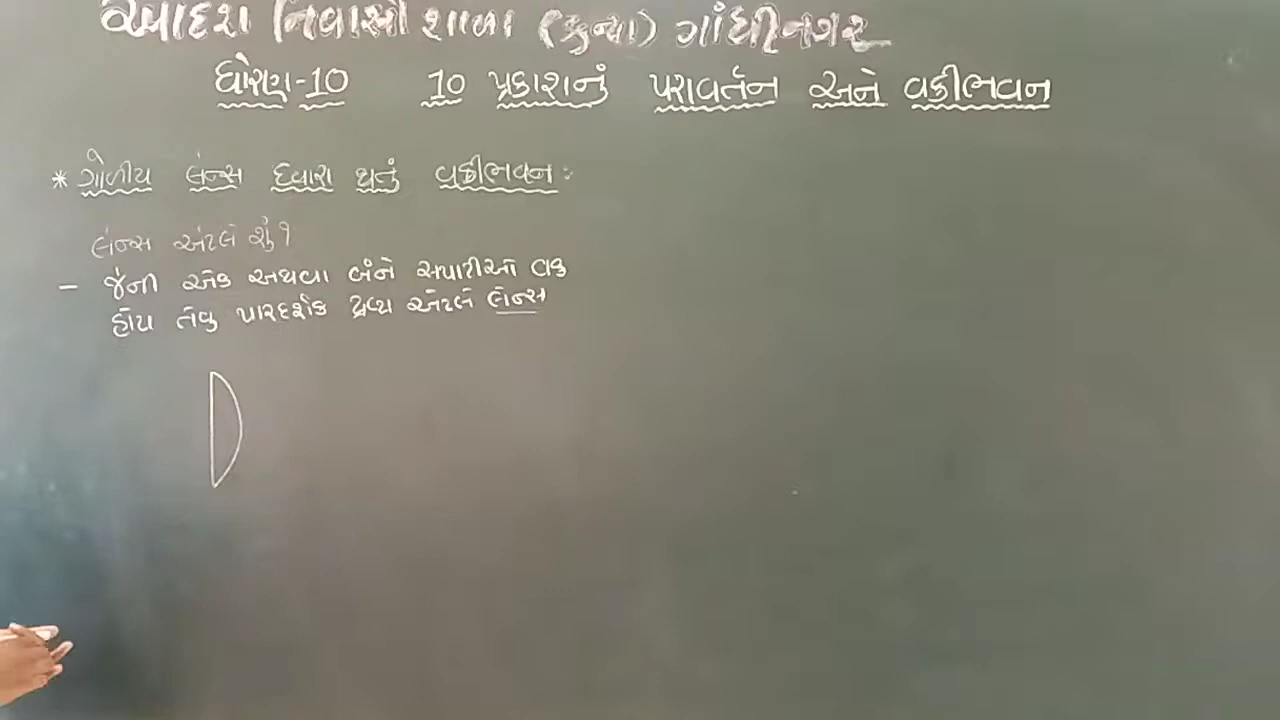 આદર્શ નિવાસી શાળા (કન્યા) ગાંધીનગર
ધોરણ-10 10 પ્રકાશનું પરાવર્તન અને વક્રીભવન
* ગોળીય લેન્સ દ્વારા થતું વક્રીભવન:
લેન્સ એટલે શું?
- જેની એક અથવા બંને સપાટીઓ વક્ર
હોય તેવુ પારદર્શક દ્રવ્ય એટલે લેન્સ